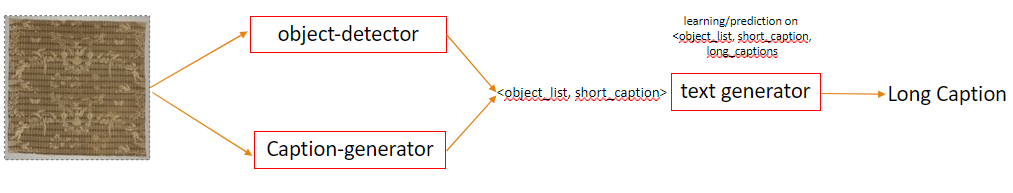 object-detector
Caption-generator
<object_list, short_caption>
learning/prediction on
<object_list, short_caption,
long_captions
text generator
Long Caption